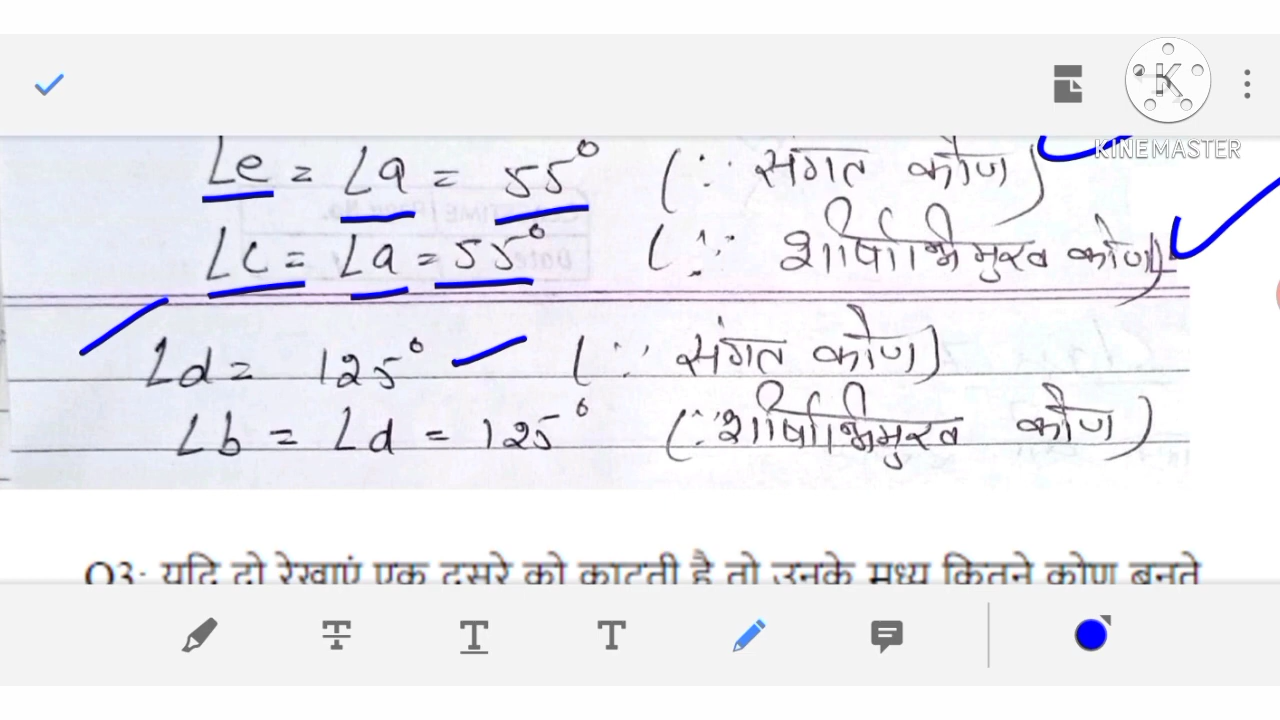 KINEMASTER
∠e = ∠a = 55° (∵ संगत कोण)
∠c = ∠a = 55° (∵ शीर्षाभिमुख कोण)
∠d = 125° (∵ संगत कोण)
∠b = ∠d = 125° (∵ शीर्षाभिमुख कोण)
Q3: यदि दो रेखाएं एक दूसरे को काटती है तो उनके मध्य कितने कोण बनते